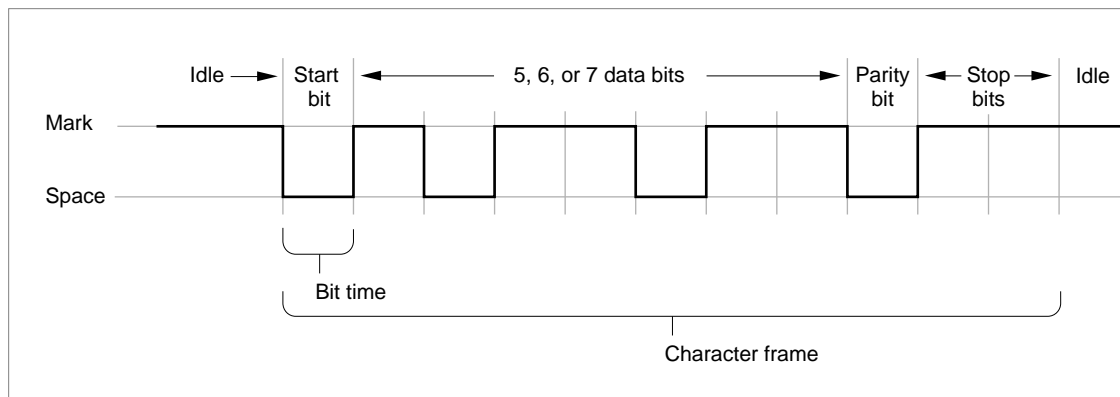 Idle
Start
bit
5, 6, or 7 data bits
Parity
bit
Stop
bits
Idle
Mark
Space
Bit time
Character frame